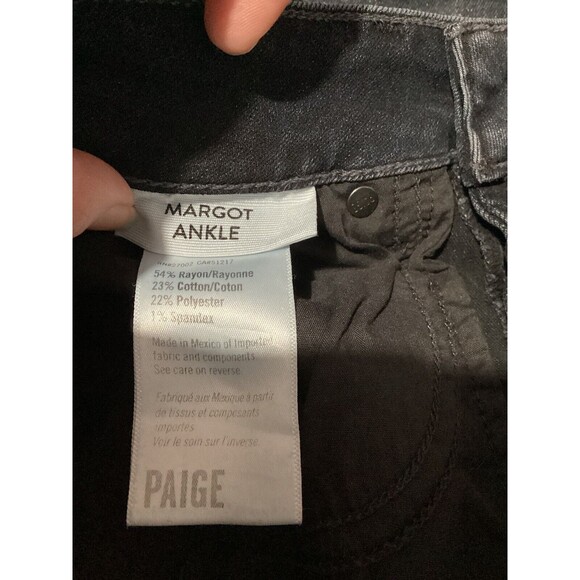 MARGOT
ANKLE
54% Rayon/Rayonne
23% Cotton/Coton
22% Polyester
1% Spandex
Made in Mexico of Imported
fabric and components.
See care on reverse.
Fabriqué aux Mexique à partir
de tissus et composants
importés
Voir le soin sur l'inverse.
PAIGE